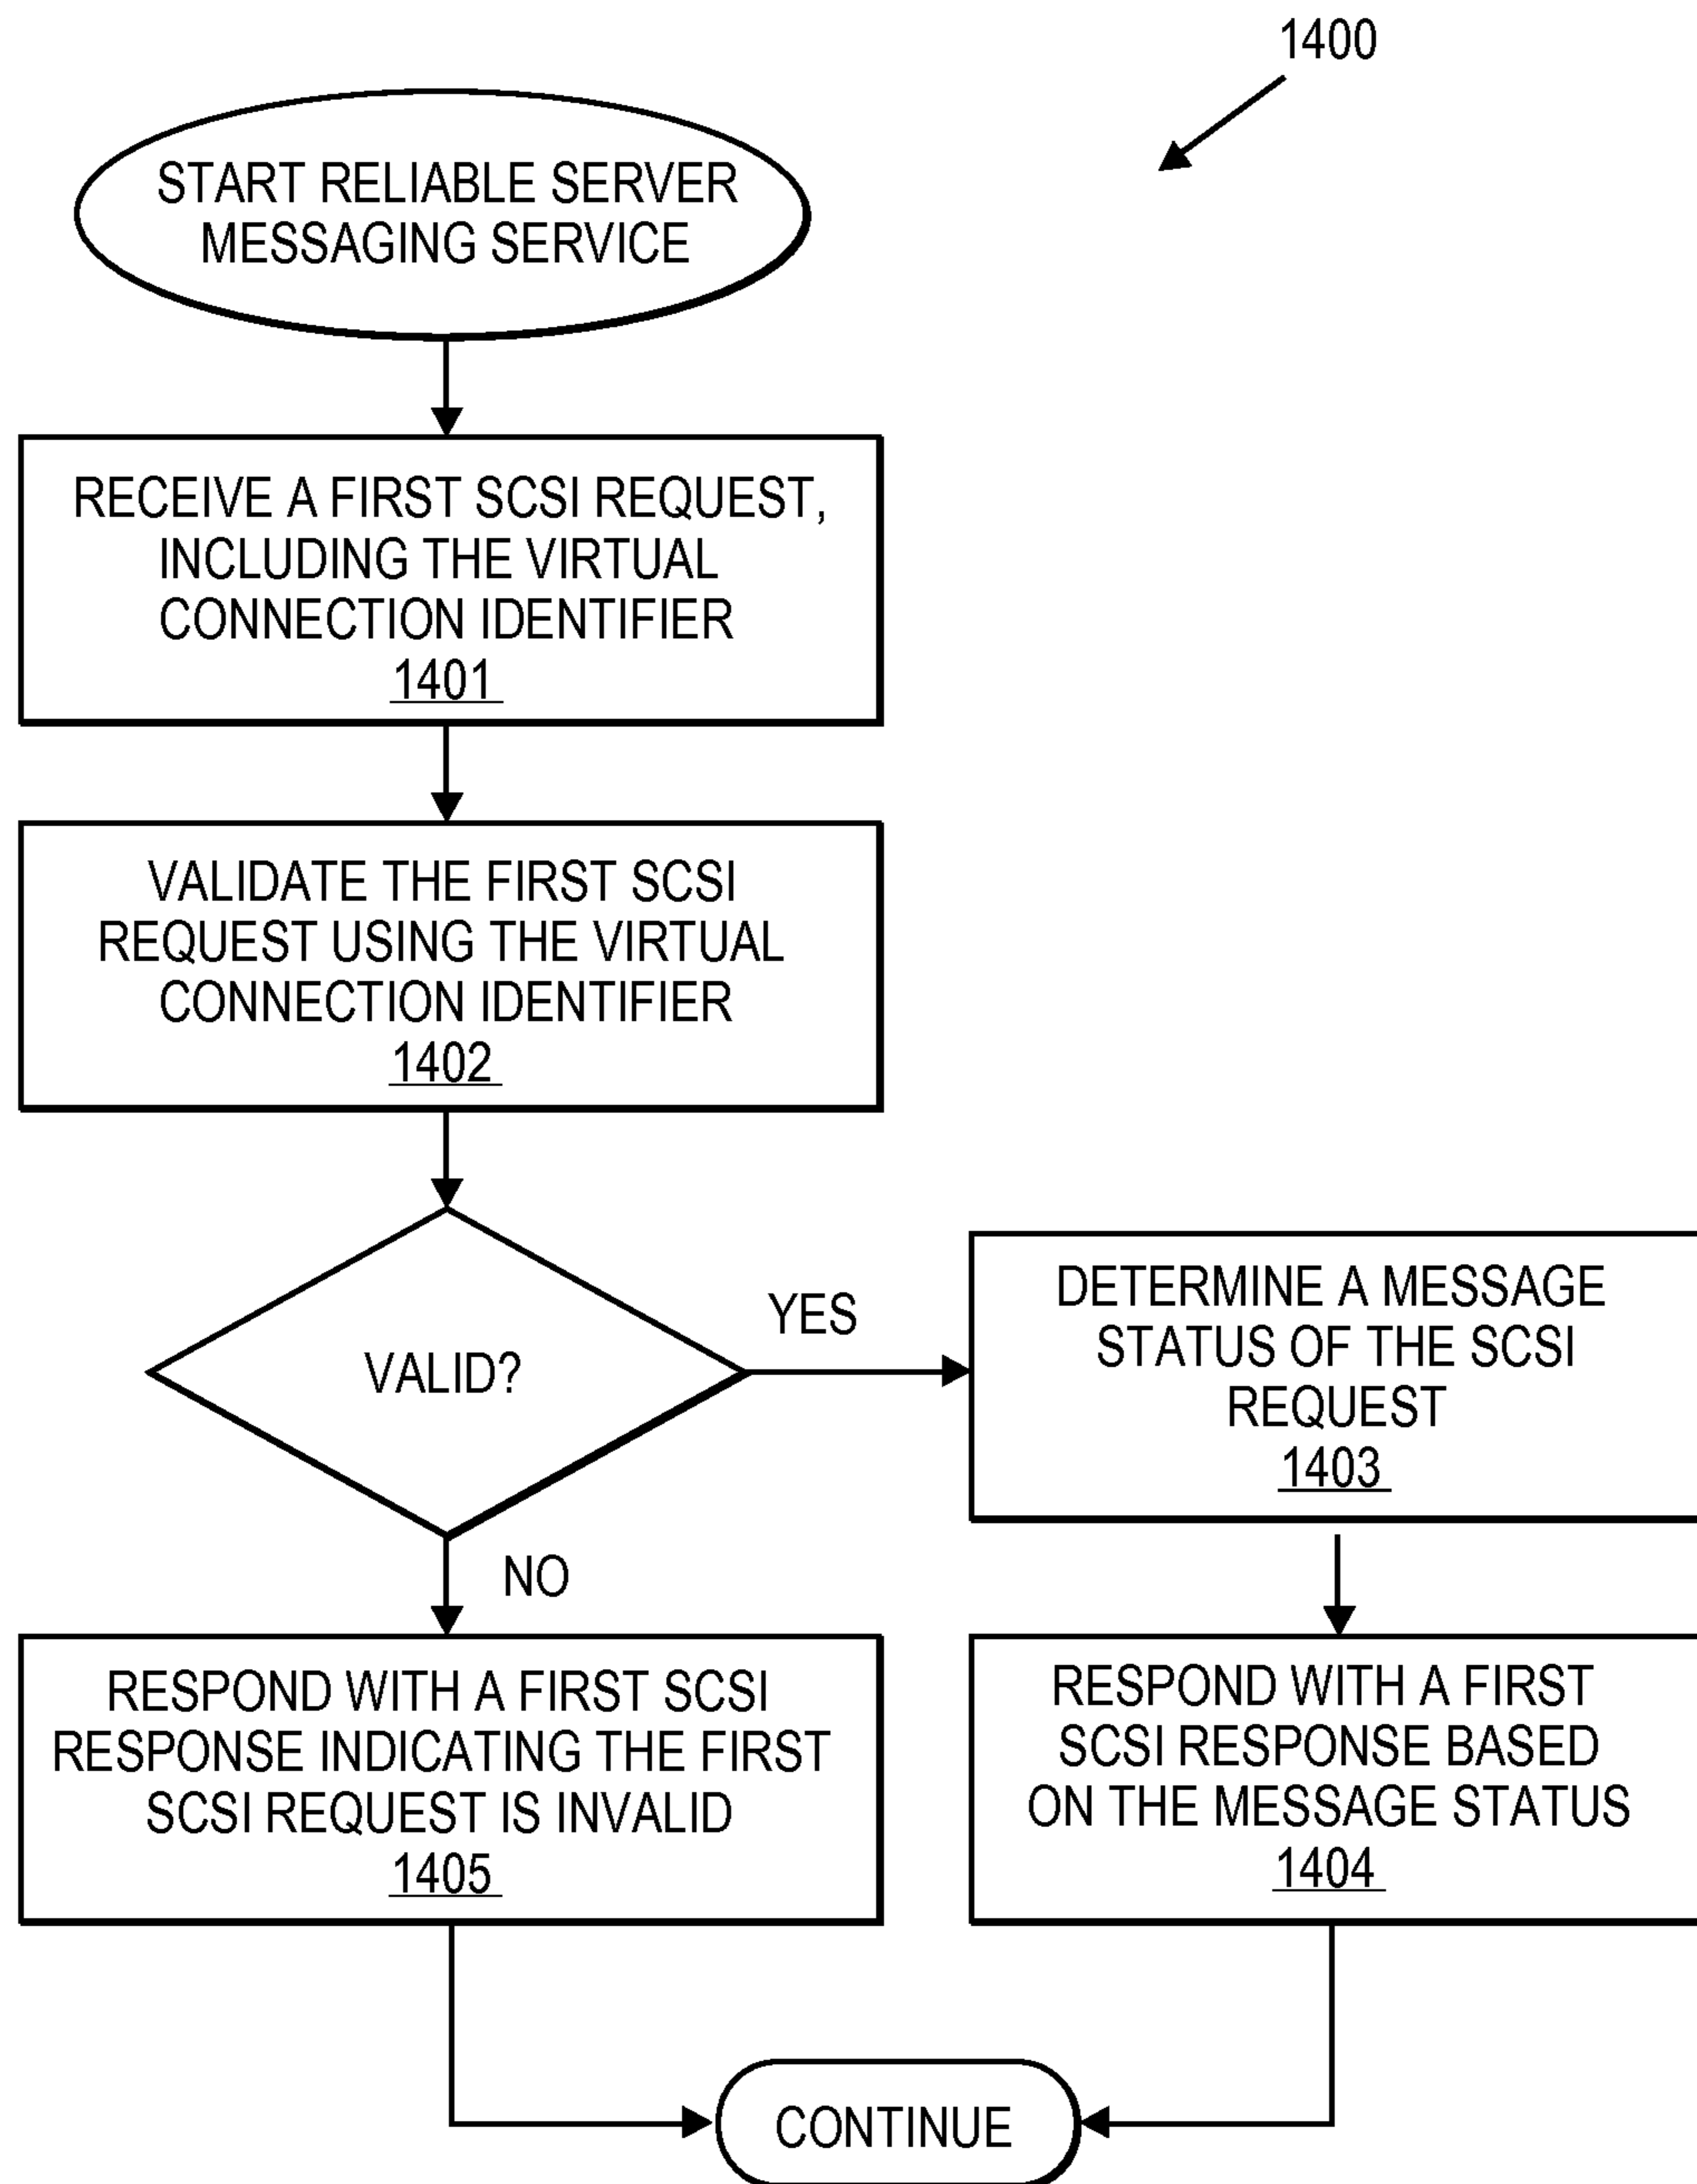 1400
START RELIABLE SERVER
MESSAGING SERVICE
RECEIVE A FIRST SCSI REQUEST,
INCLUDING THE VIRTUAL
CONNECTION IDENTIFIER
1401
VALIDATE THE FIRST SCSI
REQUEST USING THE VIRTUAL
CONNECTION IDENTIFIER
1402
VALID?
YES
DETERMINE A MESSAGE
STATUS OF THE SCSI
REQUEST
1403
NO
RESPOND WITH A FIRST SCSI
RESPONSE INDICATING THE FIRST
SCSI REQUEST IS INVALID
1405
RESPOND WITH A FIRST
SCSI RESPONSE BASED
ON THE MESSAGE STATUS
1404
CONTINUE